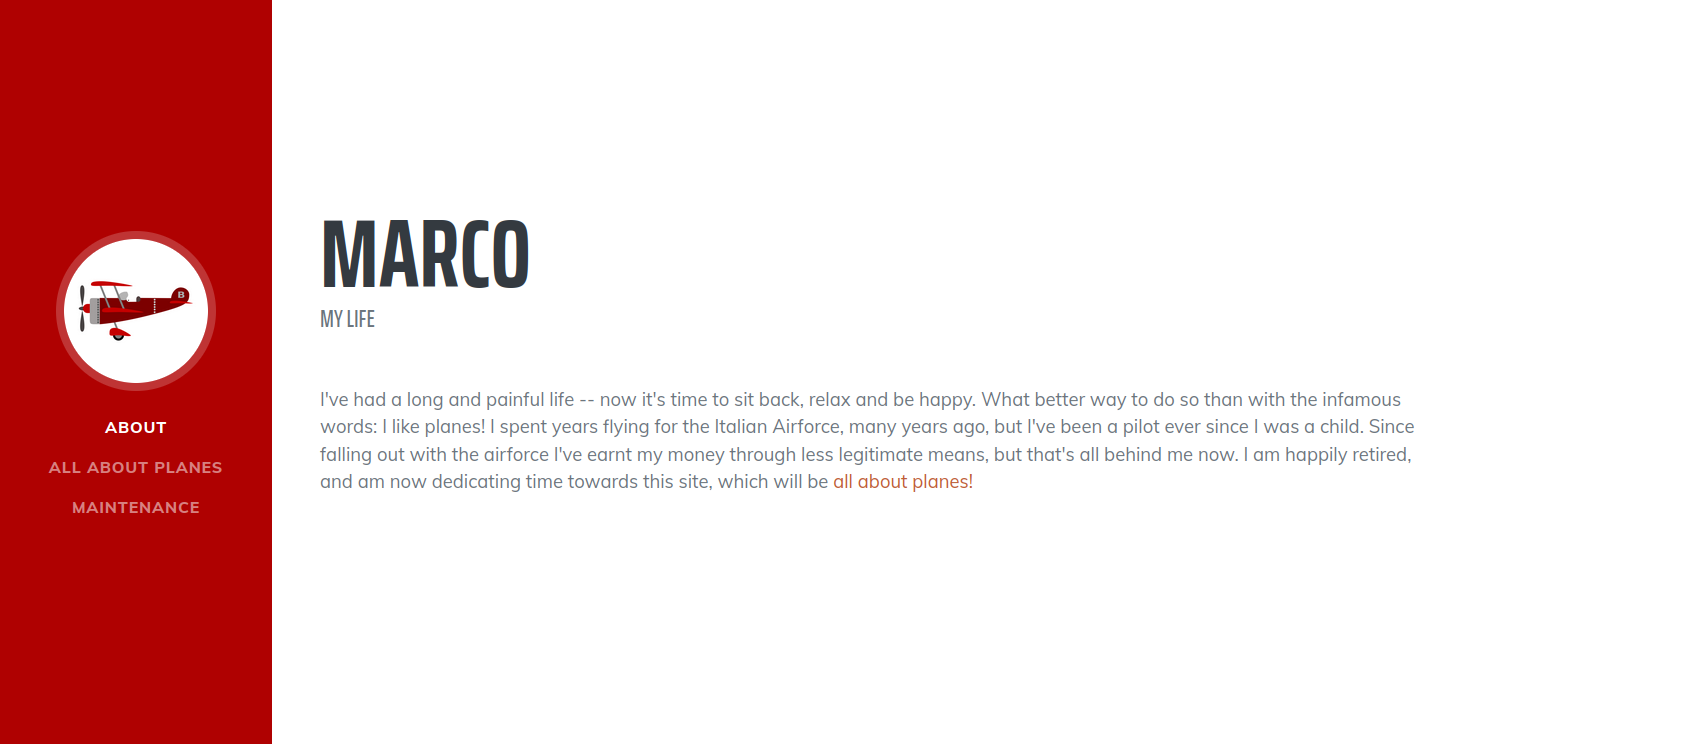 B
ABOUT
ALL ABOUT PLANES
MAINTENANCE
MARCO
MY LIFE
I've had a long and painful life -- now it's time to sit back, relax and be happy. What better way to do so than with the infamous
words: I like planes! I spent years flying for the Italian Airforce, many years ago, but I've been a pilot ever since I was a child. Since
falling out with the airforce I've earnt my money through less legitimate means, but that's all behind me now. I am happily retired,
and am now dedicating time towards this site, which will be all about planes!